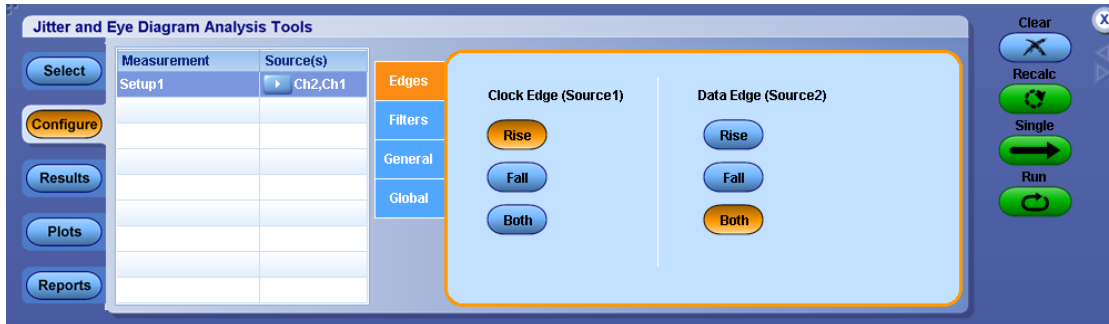 Jitter and Eye Diagram Analysis Tools
Select
Configure
Results
Plots
Reports
Measurement Source(s)
Setup1 Ch2,Ch1
Edges
Filters
General
Global
Clock Edge (Source1)
Rise
Fall
Both
Data Edge (Source2)
Rise
Fall
Both
Clear
X
Recalc
Single
Run